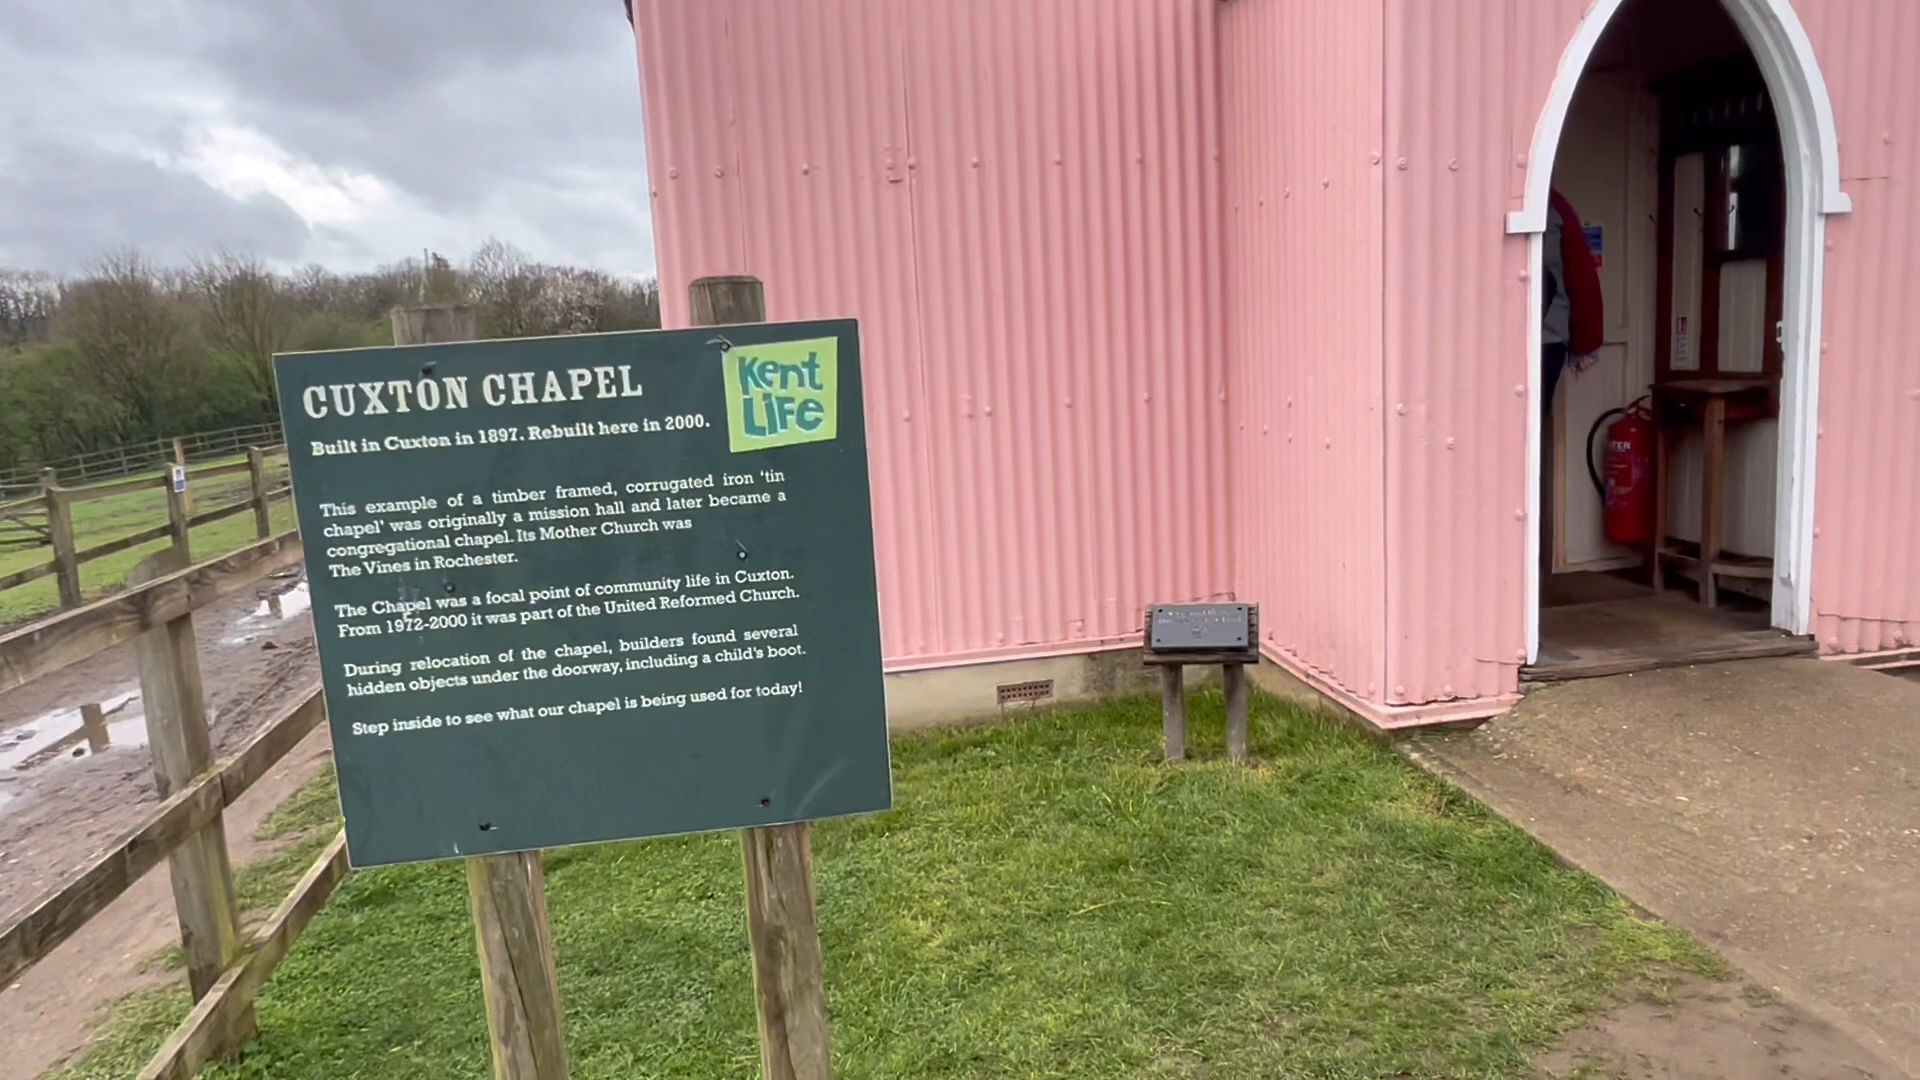 CUXTON CHAPEL
Kent
Life
Built in Cuxton in 1897. Rebuilt here in 2000.
This example of a timber framed, corrugated iron 'tin
chapel' was originally a mission hall and later became a
congregational chapel. Its Mother Church was
The Vines in Rochester.
The Chapel was a focal point of community life in Cuxton.
From 1972-2000 it was part of the United Reformed Church.
During relocation of the chapel, builders found several
hidden objects under the doorway, including a child's boot.
Step inside to see what our chapel is being used for today!